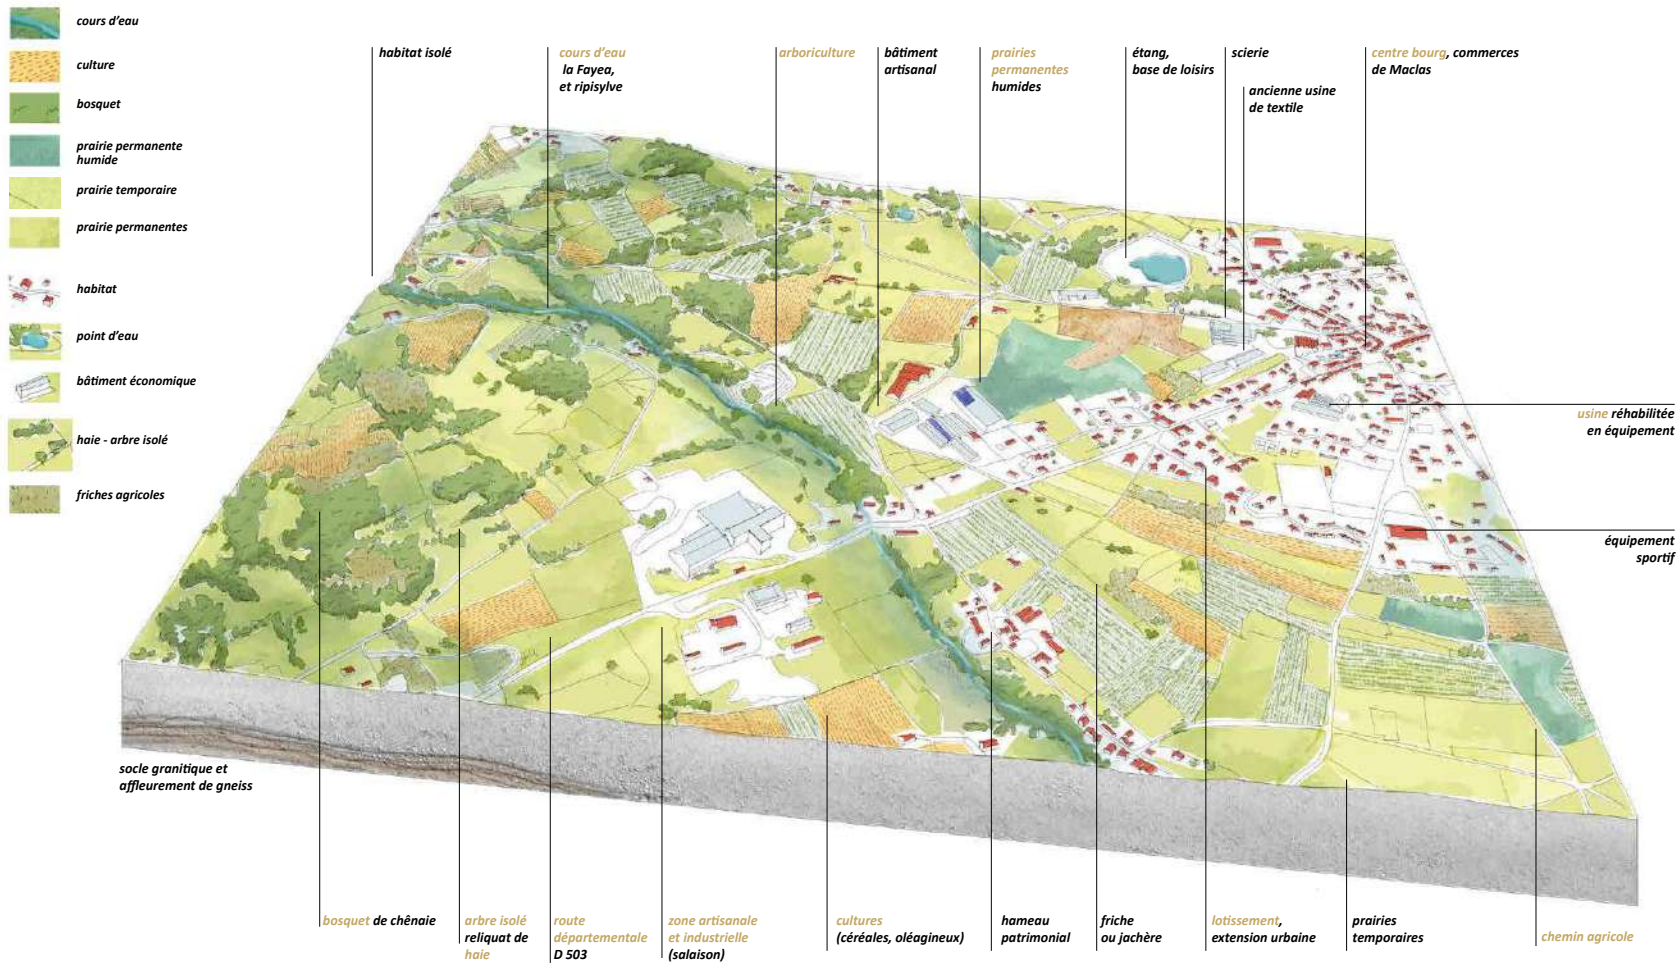 cours d'eau
culture
bosquet
prairie permanente
humide
prairie temporaire
prairie permanentes
habitat
point d'eau
bâtiment économique
haie - arbre isolé
friches agricoles
habitat isolé
cours d'eau
la Fayea,
et ripisylve
arboriculture
bâtiment
artisanal
prairies
permanentes
humides
étang,
base de loisirs
scierie
ancienne usine
de textile
centre bourg, commerces
de Maclas
usine réhabilitée
en équipement
équipement
sportif
socle granitique et
affleurement de gneiss
bosquet de chênaie
arbre isolé
reliquat de
haie
route
départementale
D 503
zone artisanale
et industrielle
(salaison)
cultures
(céréales, oléagineux)
hameau
patrimonial
friche
ou jachère
lotissement,
extension urbaine
prairies
temporaires
chemin agricole